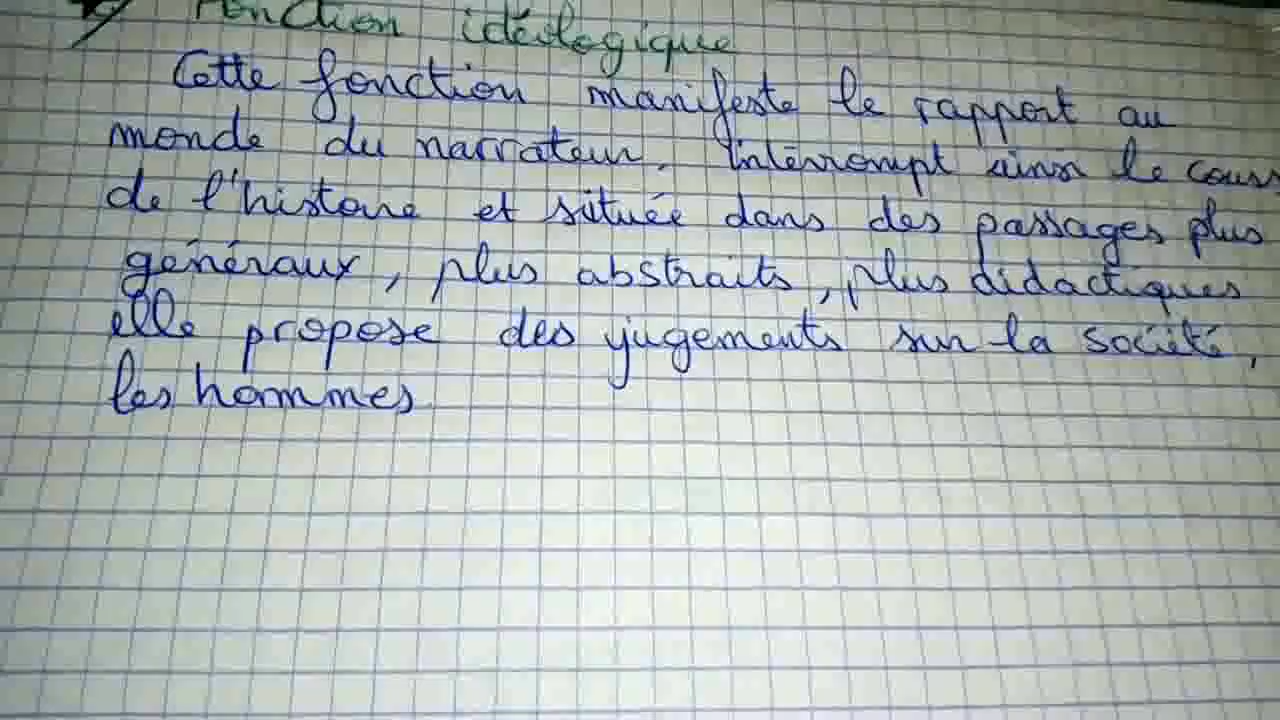 Fonction idéologique
Cette fonction manifeste le rapport au
monde du narrateur. Interrompt ainsi le cours
de l'histoire et située dans des passages plus
généraux, plus abstraits, plus didactiques
elle propose des jugements sur la société,
les hommes